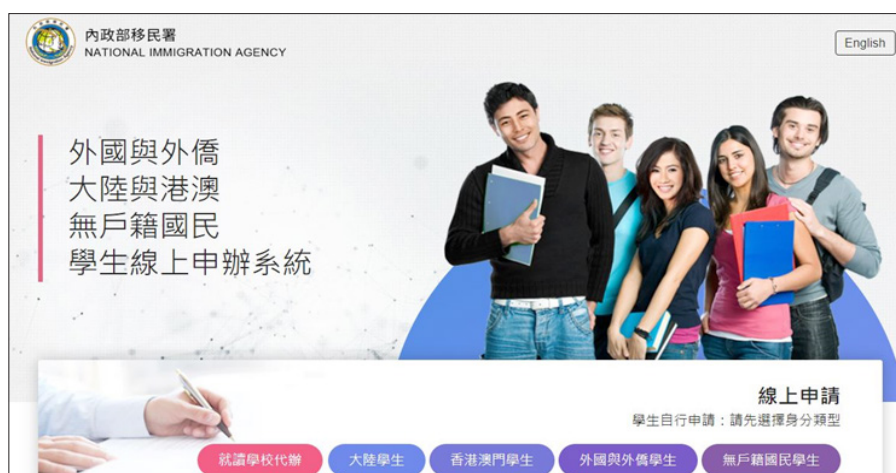 內政部移民署
NATIONAL IMMIGRATION AGENCY
English
外國與外僑
大陸與港澳
無戶籍國民
學生線上申辦系統
線上申請
學生自行申請：請先選擇身分類型
就讀學校代辦
大陸學生
香港澳門學生
外國與外僑學生
無戶籍國民學生